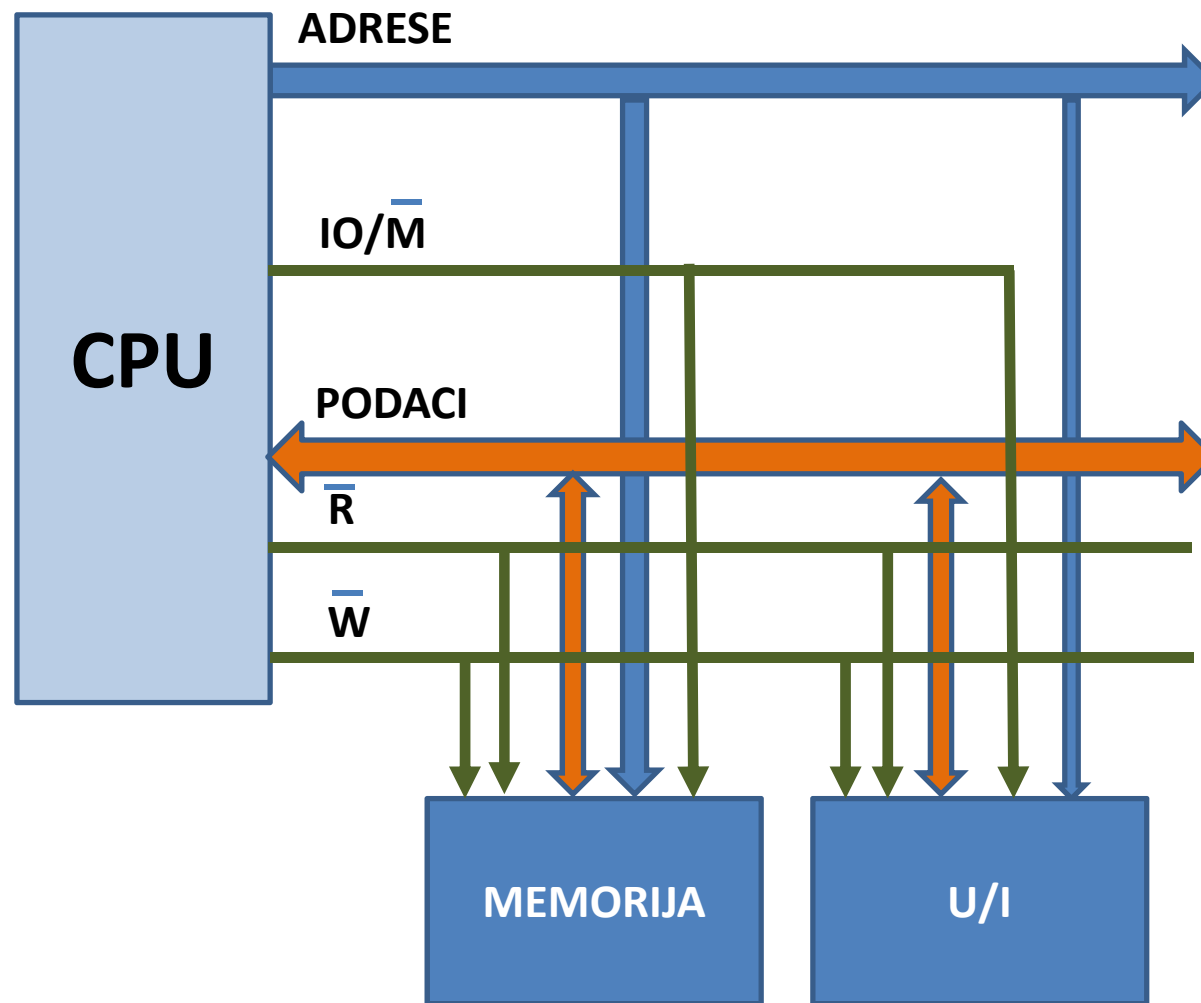 ADRESE
IO/M̅
CPU
PODACI
R̅
W̅
MEMORIJA
U/I